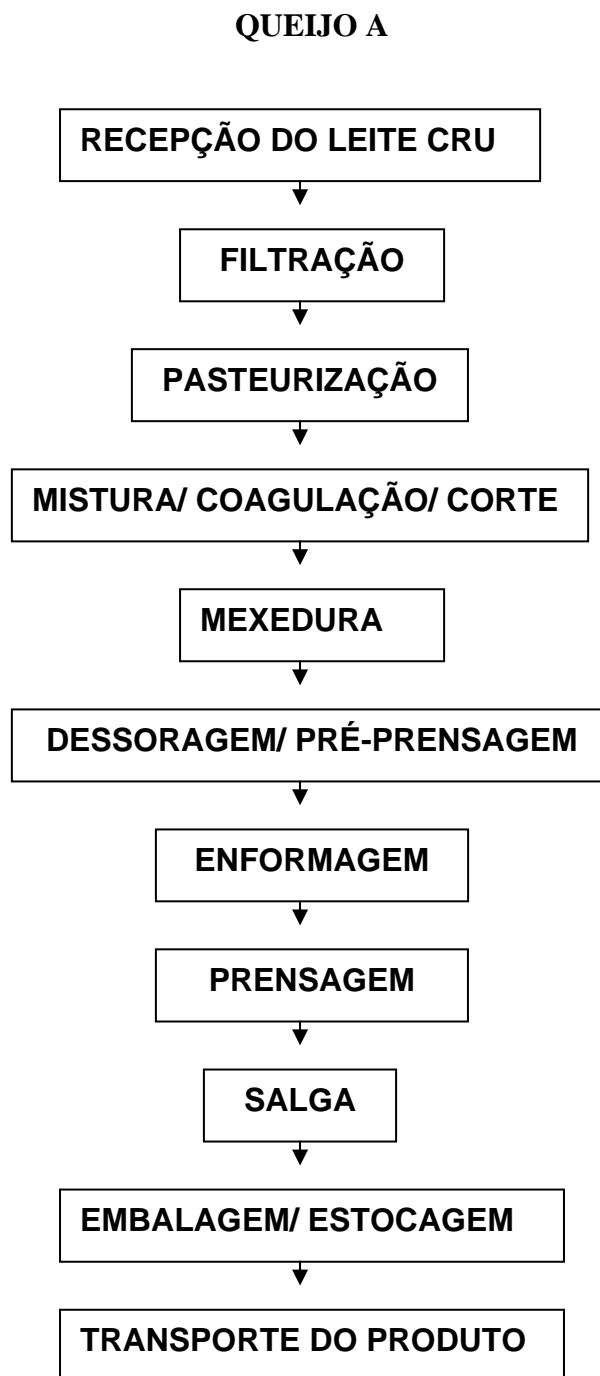 QUEIJO A
RECEPÇÃO DO LEITE CRU
FILTRAÇÃO
PASTEURIZAÇÃO
MISTURA/ COAGULAÇÃO/ CORTE
MEXEDURA
DESSORAGEM/ PRÉ-PRENSAGEM
ENFORMAGEM
PRENSAGEM
SALGA
EMBALAGEM/ ESTOCAGEM
TRANSPORTE DO PRODUTO